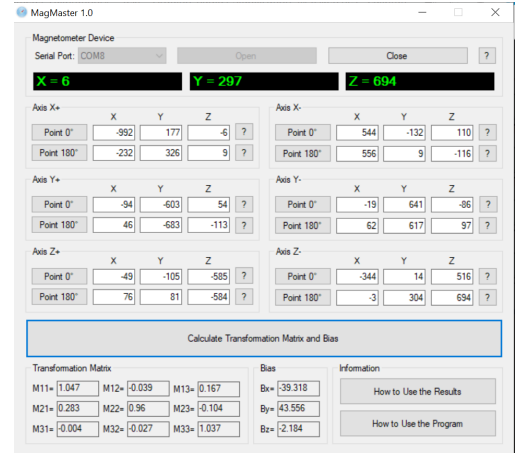 MagMaster 1.0
Magnetometer Device
Serial Port: COM8 Open Close ?
X = 6 Y = 297 Z = 694
Axis X+ Axis X-
X Y Z X Y Z
Point 0° -992 177 -6 ? Point 0° 544 -132 110 ?
Point 180° -232 326 9 ? Point 180° 556 9 -116 ?
Axis Y+ Axis Y-
X Y Z X Y Z
Point 0° -94 -603 54 ? Point 0° -19 641 -86 ?
Point 180° 46 -683 -113 ? Point 180° 62 617 97 ?
Axis Z+ Axis Z-
X Y Z X Y Z
Point 0° -49 -105 -585 ? Point 0° -344 14 516 ?
Point 180° 76 81 -584 ? Point 180° -3 304 694 ?
Calculate Transformation Matrix and Bias
Transformation Matrix Bias Information
M11= 1.047 M12= -0.039 M13= 0.167 Bx= -39.318 How to Use the Results
M21= 0.283 M22= 0.96 M23= -0.104 By= 43.556
M31= -0.004 M32= -0.027 M33= 1.037 Bz= -2.184 How to Use the Program